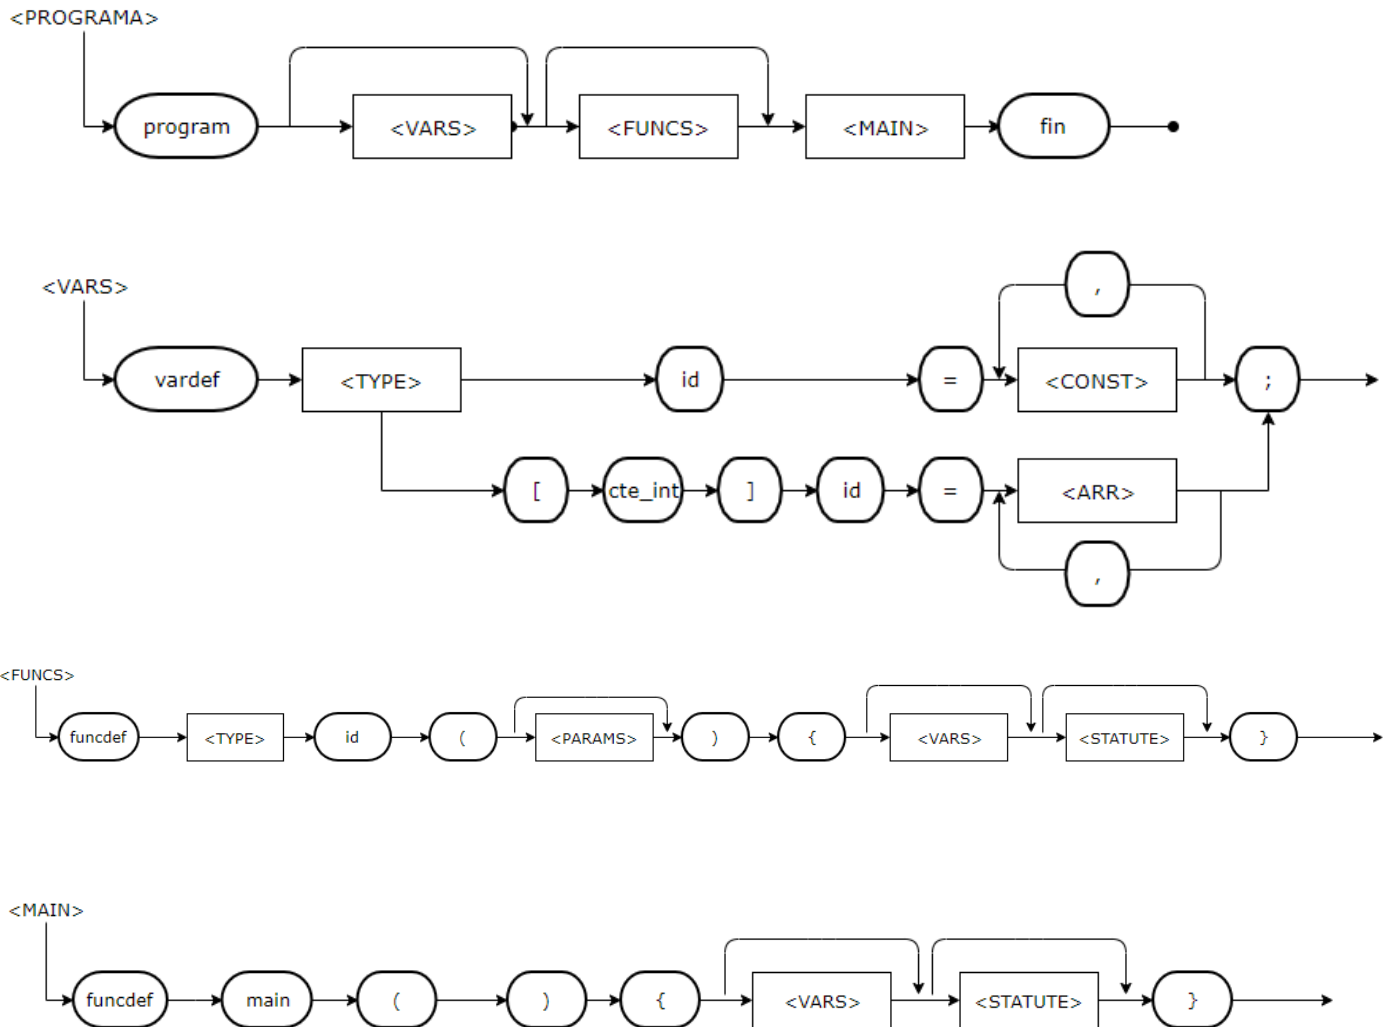 <PROGRAMA>
program <VARS> <FUNCS> <MAIN> fin
<VARS>
,
vardef <TYPE> id = <CONST> ;
[ cte_int ] id = <ARR>
,
<FUNCS>
funcdef <TYPE> id ( <PARAMS> ) { <VARS> <STATUTE> }
<MAIN>
funcdef main ( ) { <VARS> <STATUTE> }